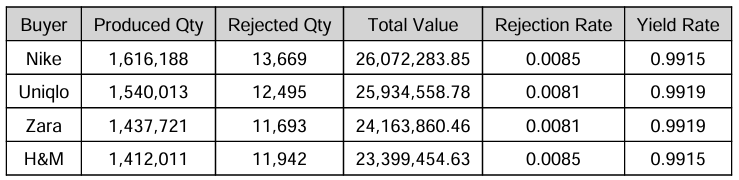 Buyer Produced Qty Rejected Qty Total Value Rejection Rate Yield Rate
Nike 1,616,188 13,669 26,072,283.85 0.0085 0.9915
Uniqlo 1,540,013 12,495 25,934,558.78 0.0081 0.9919
Zara 1,437,721 11,693 24,163,860.46 0.0081 0.9919
H&M 1,412,011 11,942 23,399,454.63 0.0085 0.9915